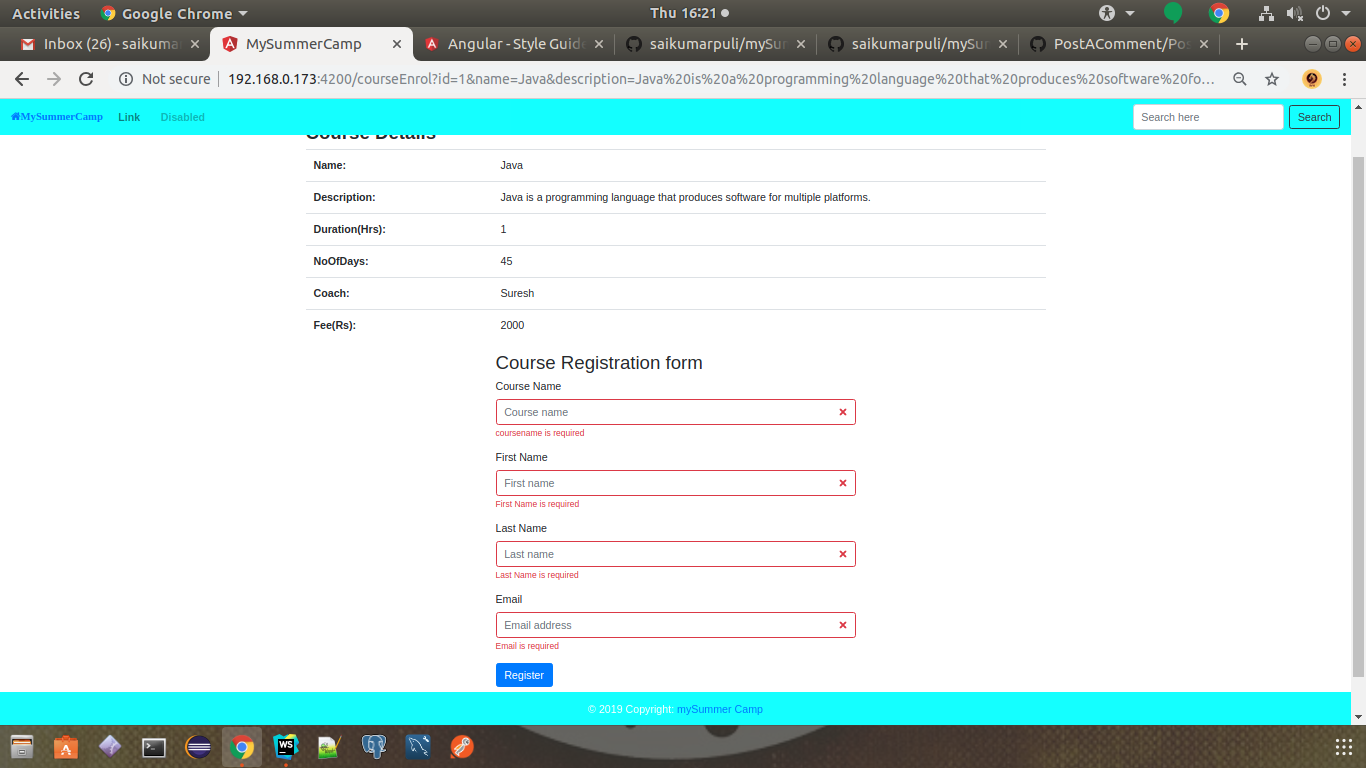 Activities Google Chrome Thu 16:21
Inbox (26) - saikuma MySummerCamp Angular - Style Guid saikumarpuli/mySu saikumarpuli/mySu PostAComment/Po
Not secure 192.168.0.173:4200/courseEnrol?id=1&name=Java&description=Java%20is%20a%20programming%20language%20that%20produces%20software%20fo...
MySummerCamp Link Disabled Search here Search
Course Details
Name: Java
Description: Java is a programming language that produces software for multiple platforms.
Duration(Hrs): 1
NoOfDays: 45
Coach: Suresh
Fee(Rs): 2000
Course Registration form
Course Name
Course name
coursename is required
First Name
First name
First Name is required
Last Name
Last name
Last Name is required
Email
Email address
Email is required
Register
© 2019 Copyright: mySummer Camp
WS